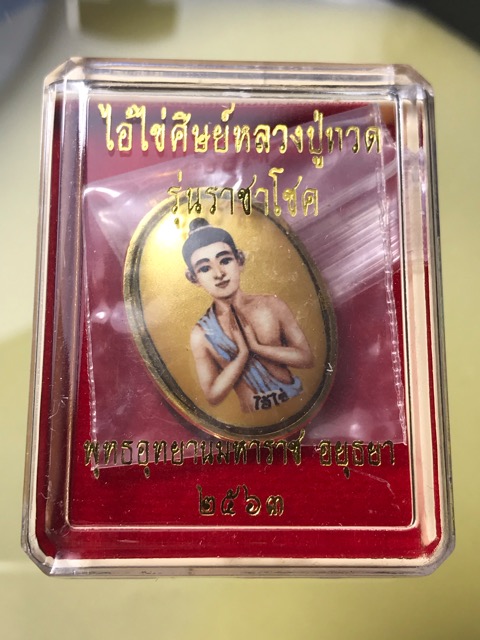 ไอ้ไข่ศิษย์หลวงปู่ทวด
รุ่นราชาโชค
ไอ้ไข่
พุทธอุทยานมหาราช อยุธยา
๒๕๖๓